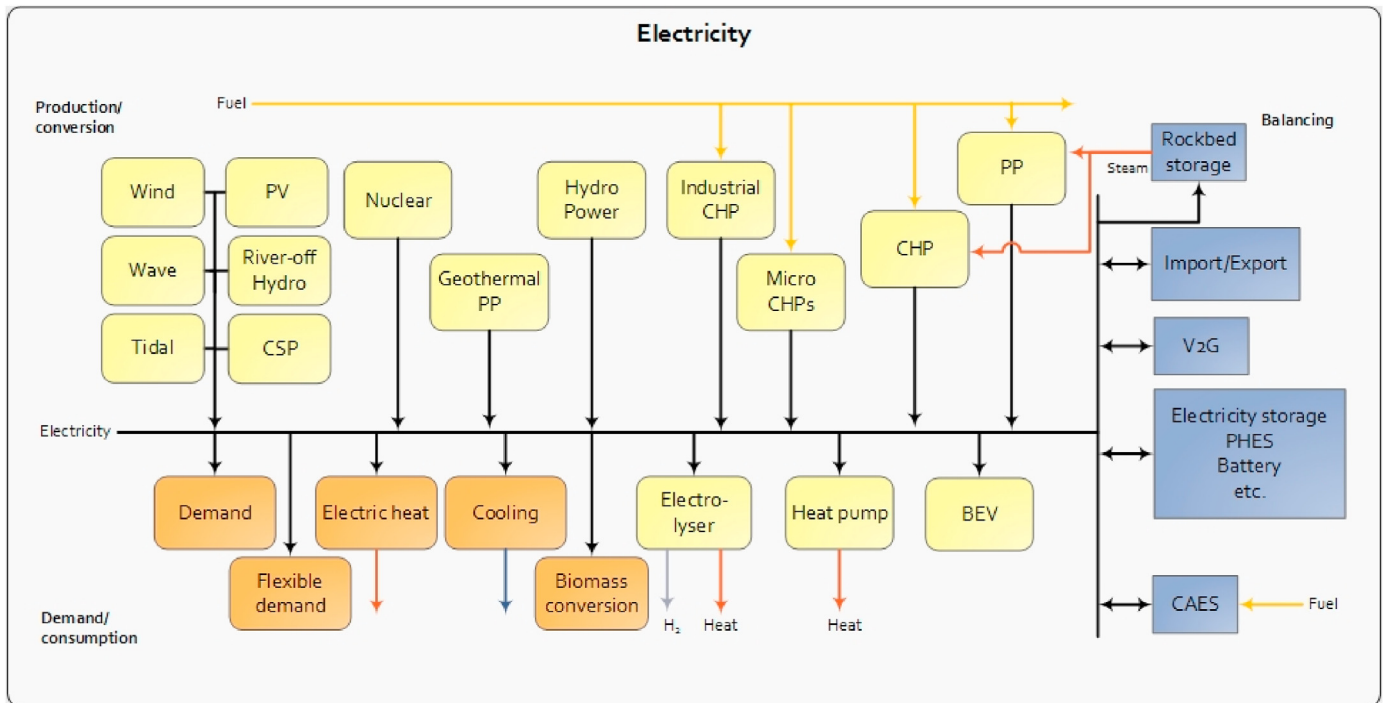 Electricity
Production/
conversion
Fuel
Balancing
Wind
PV
Nuclear
Hydro
Power
Industrial
CHP
PP
Steam
Rockbed
storage
Wave
River-off
Hydro
Geothermal
PP
Micro
CHPs
CHP
Import/Export
Tidal
CSP
V2G
Electricity
Electricity storage
PHES
Battery
etc.
Demand
Electric heat
Cooling
Electro-
lyser
Heat pump
BEV
Flexible
demand
Biomass
conversion
CAES
Fuel
Demand/
consumption
H₂
Heat
Heat